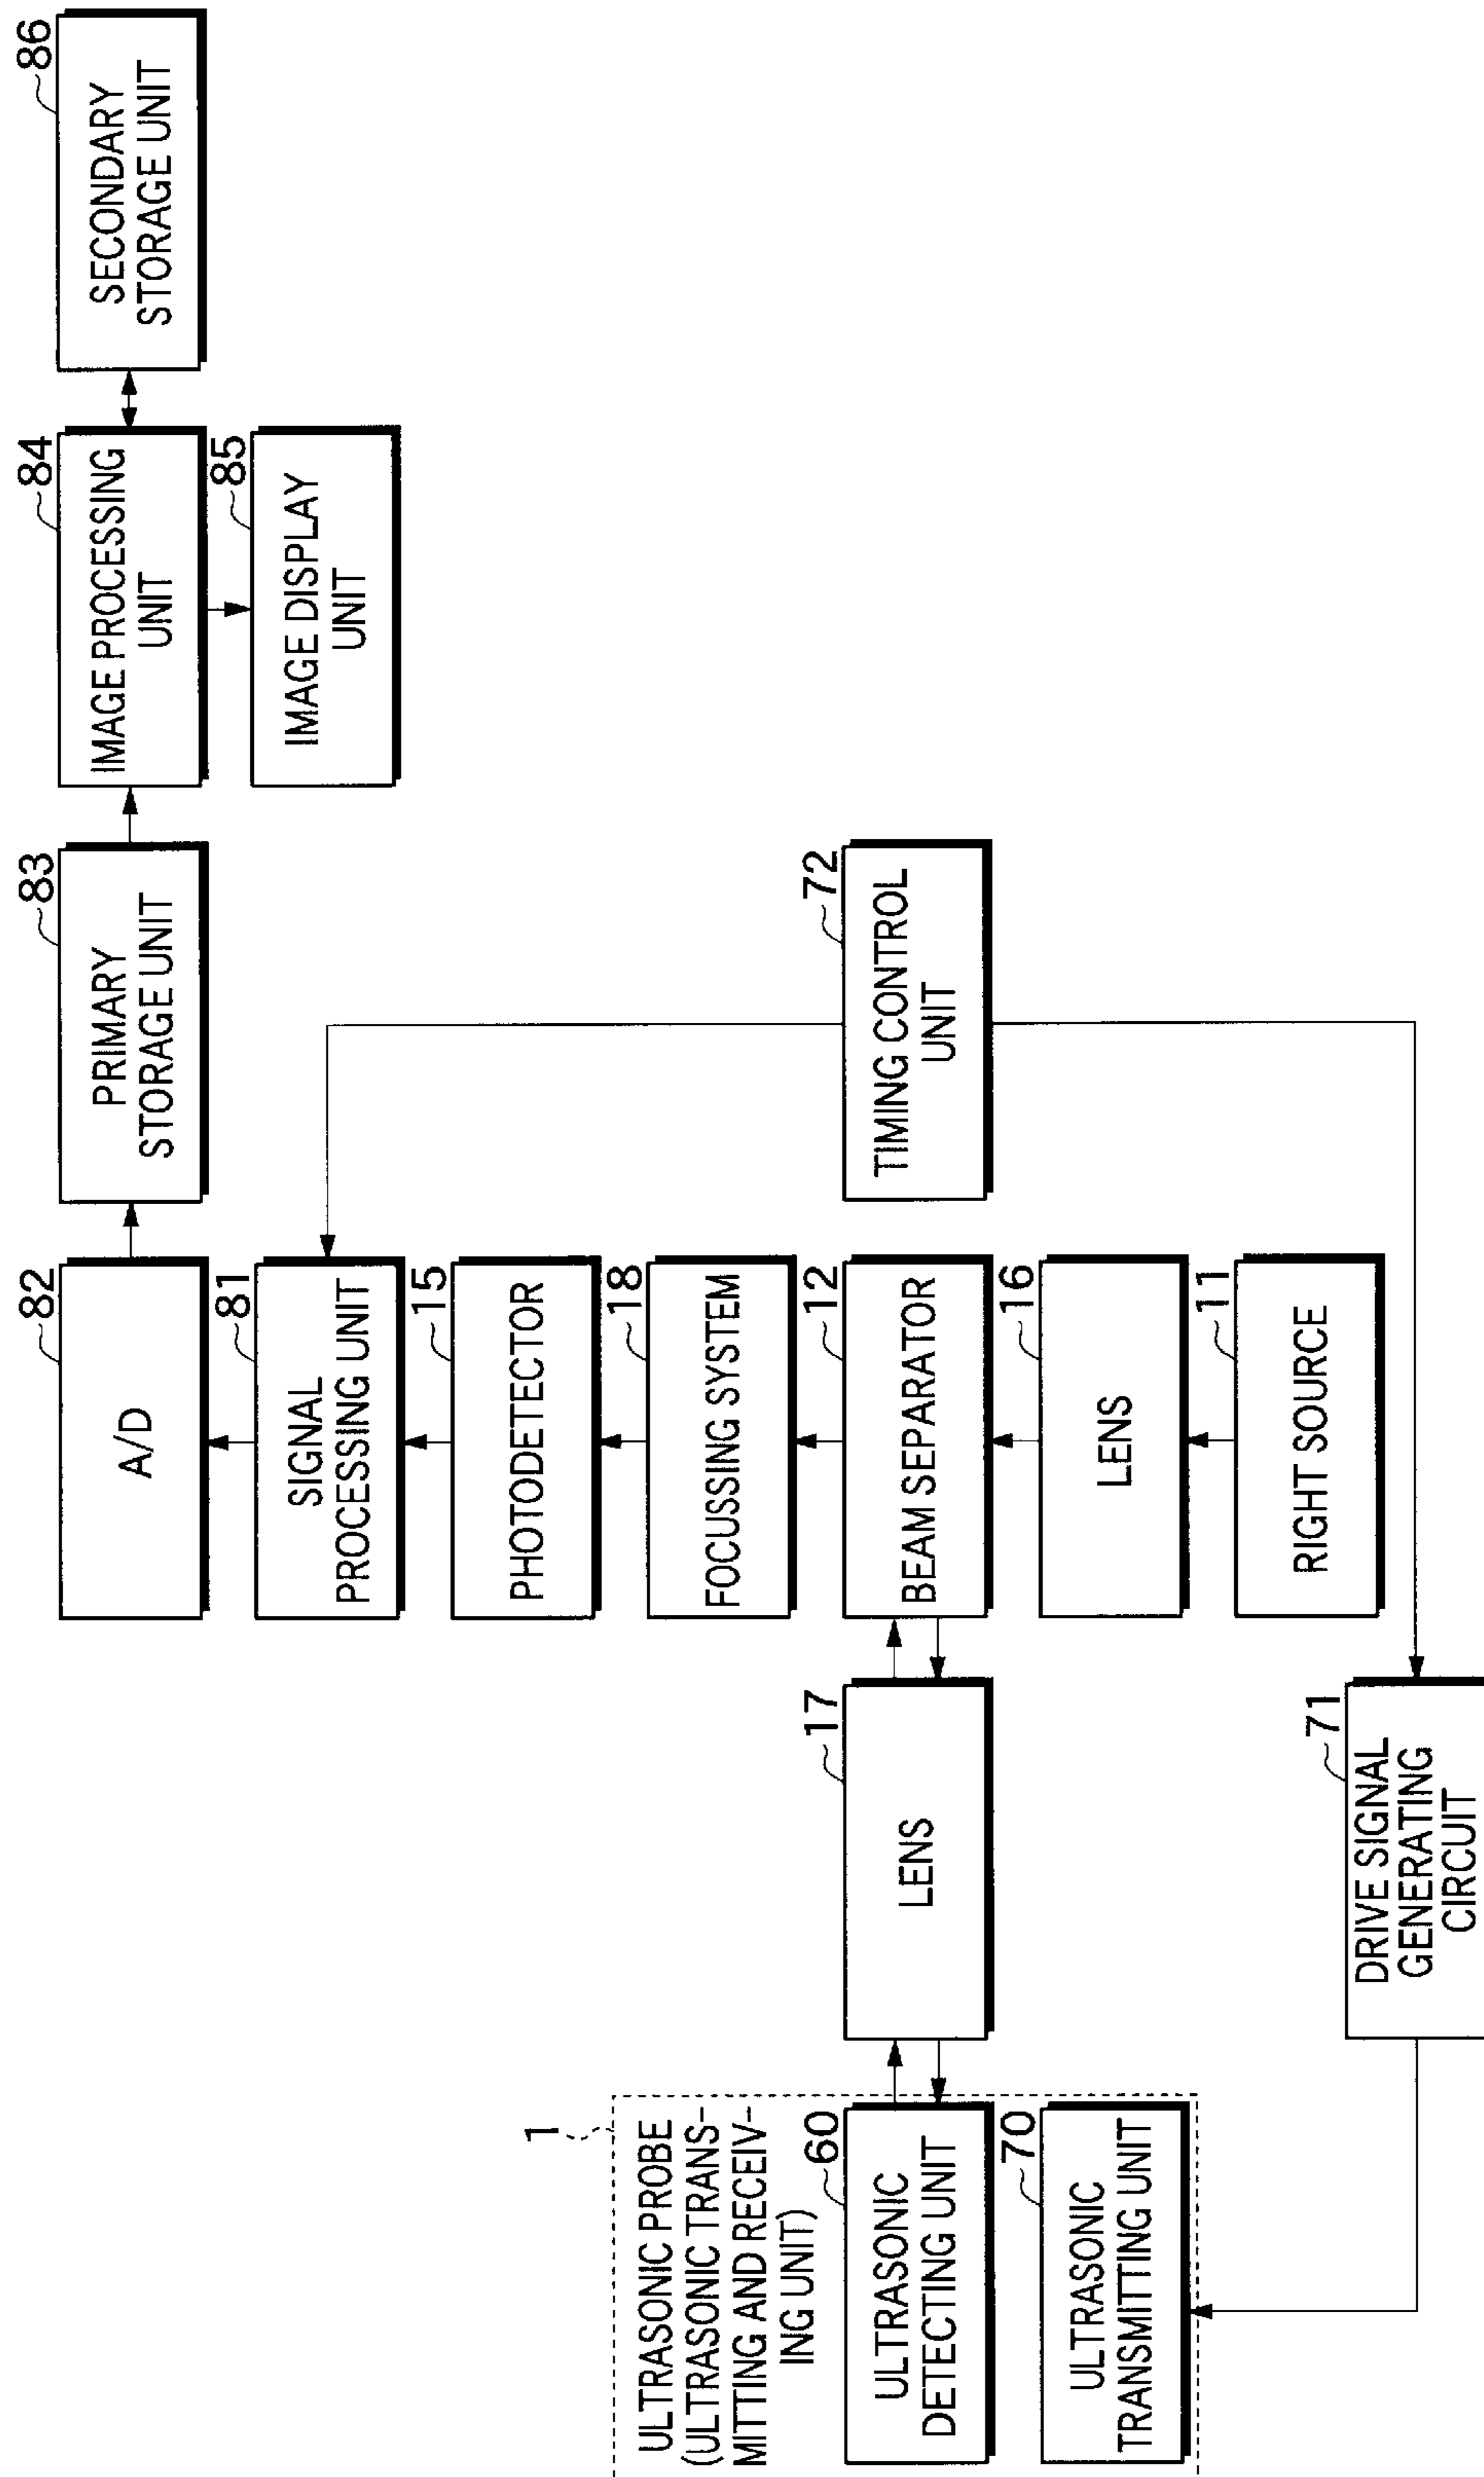 82
A/D
83
PRIMARY
STORAGE UNIT
84
IMAGE PROCESSING
UNIT
86
SECONDARY
STORAGE UNIT
81
SIGNAL
PROCESSING UNIT
85
IMAGE DISPLAY
UNIT
15
PHOTODETECTOR
1
ULTRASONIC PROBE
(ULTRASONIC TRANS-
MITTING AND RECEIV-
ING UNIT)
18
FOCUSSING SYSTEM
60
ULTRASONIC
DETECTING UNIT
17
LENS
12
BEAM SEPARATOR
72
TIMING CONTROL
UNIT
70
ULTRASONIC
TRANSMITTING UNIT
16
LENS
11
RIGHT SOURCE
71
DRIVE SIGNAL
GENERATING
CIRCUIT